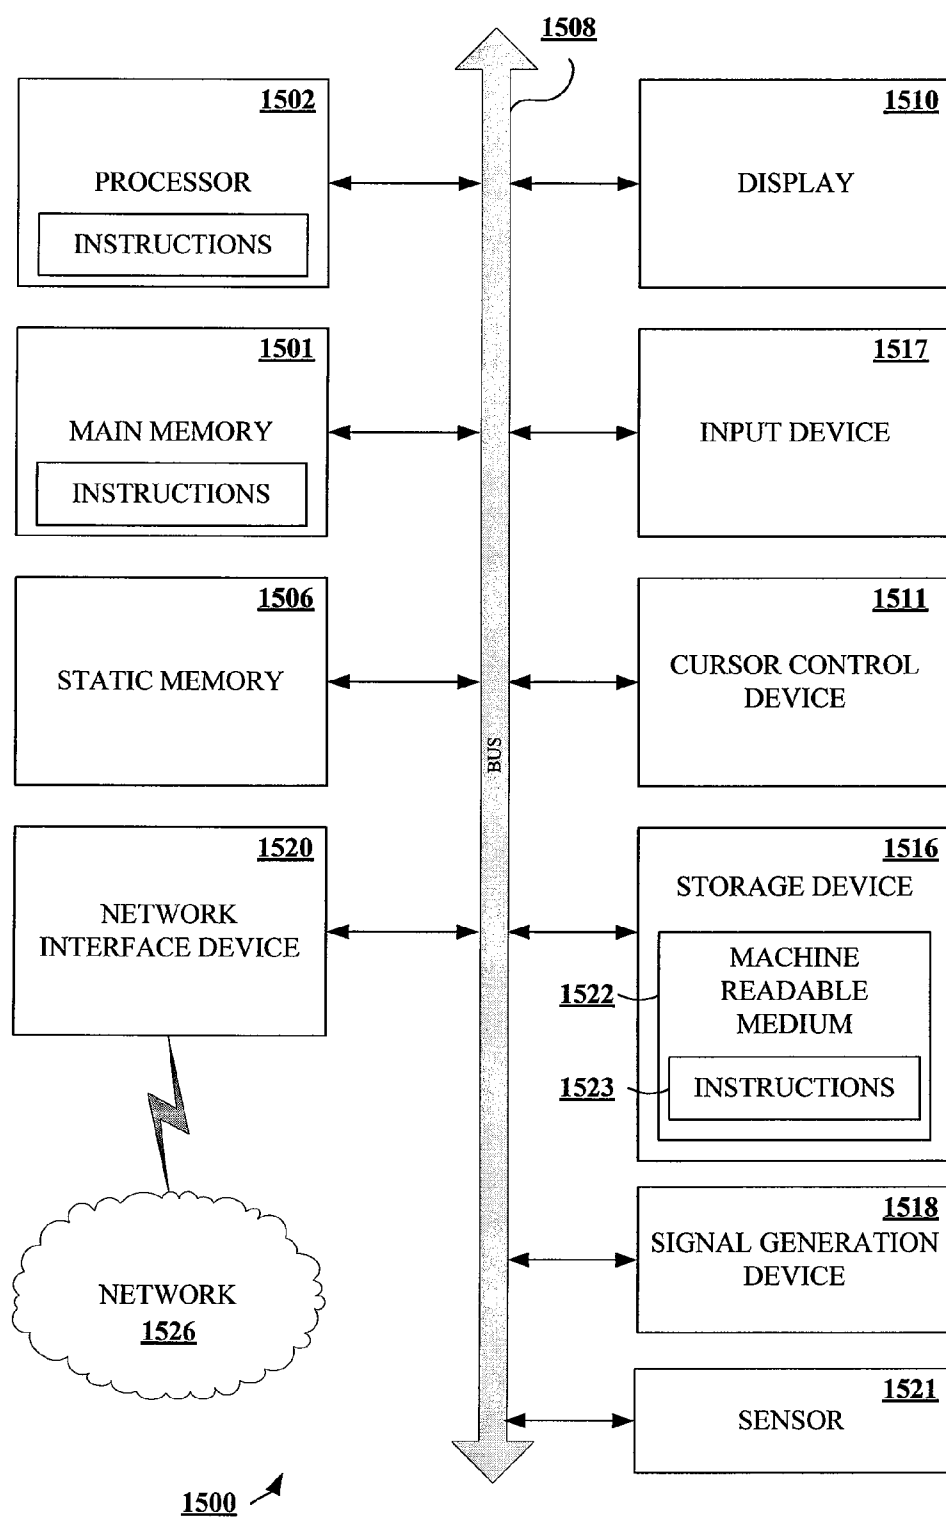 1508
1502
PROCESSOR
INSTRUCTIONS
1510
DISPLAY
1501
MAIN MEMORY
INSTRUCTIONS
1517
INPUT DEVICE
1506
STATIC MEMORY
1511
CURSOR CONTROL
DEVICE
BUS
1520
NETWORK
INTERFACE DEVICE
1516
STORAGE DEVICE
MACHINE
READABLE
MEDIUM
1522
INSTRUCTIONS
1523
1518
SIGNAL GENERATION
DEVICE
NETWORK
1526
1521
SENSOR
1500